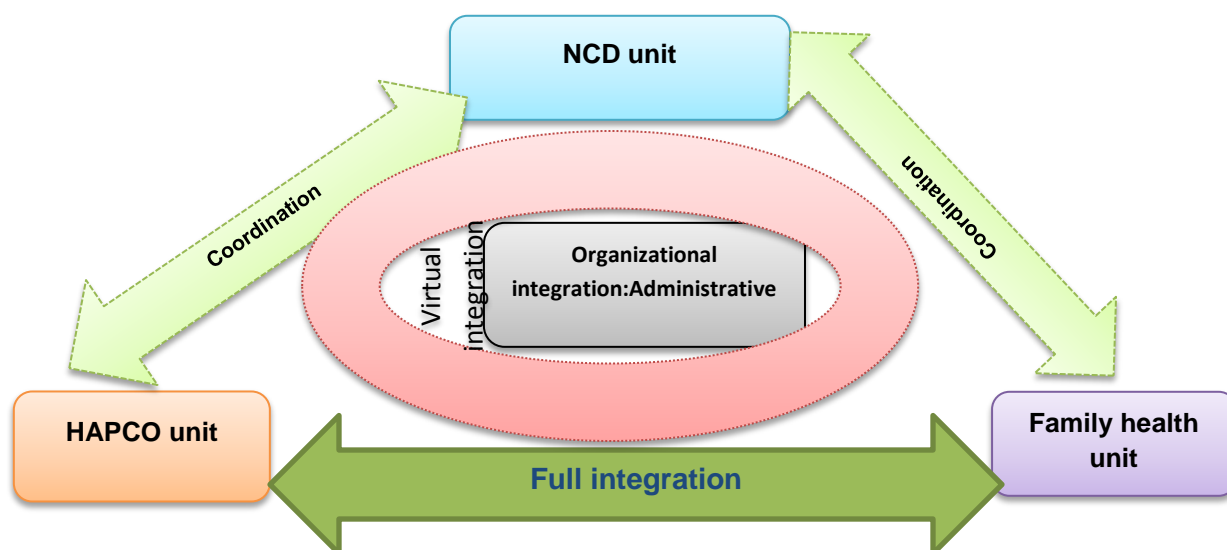 NCD unit
Coordination
Coordination
Virtual
integration
Organizational
integration:Administrative
HAPCO unit
Family health
unit
Full integration